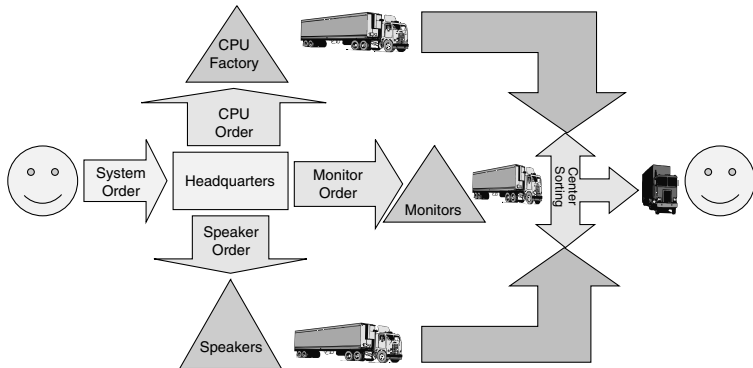 CPU
Factory
CPU
Order
System
Order
Headquarters
Monitor
Order
Monitors
Center
Sorting
Speaker
Order
Speakers